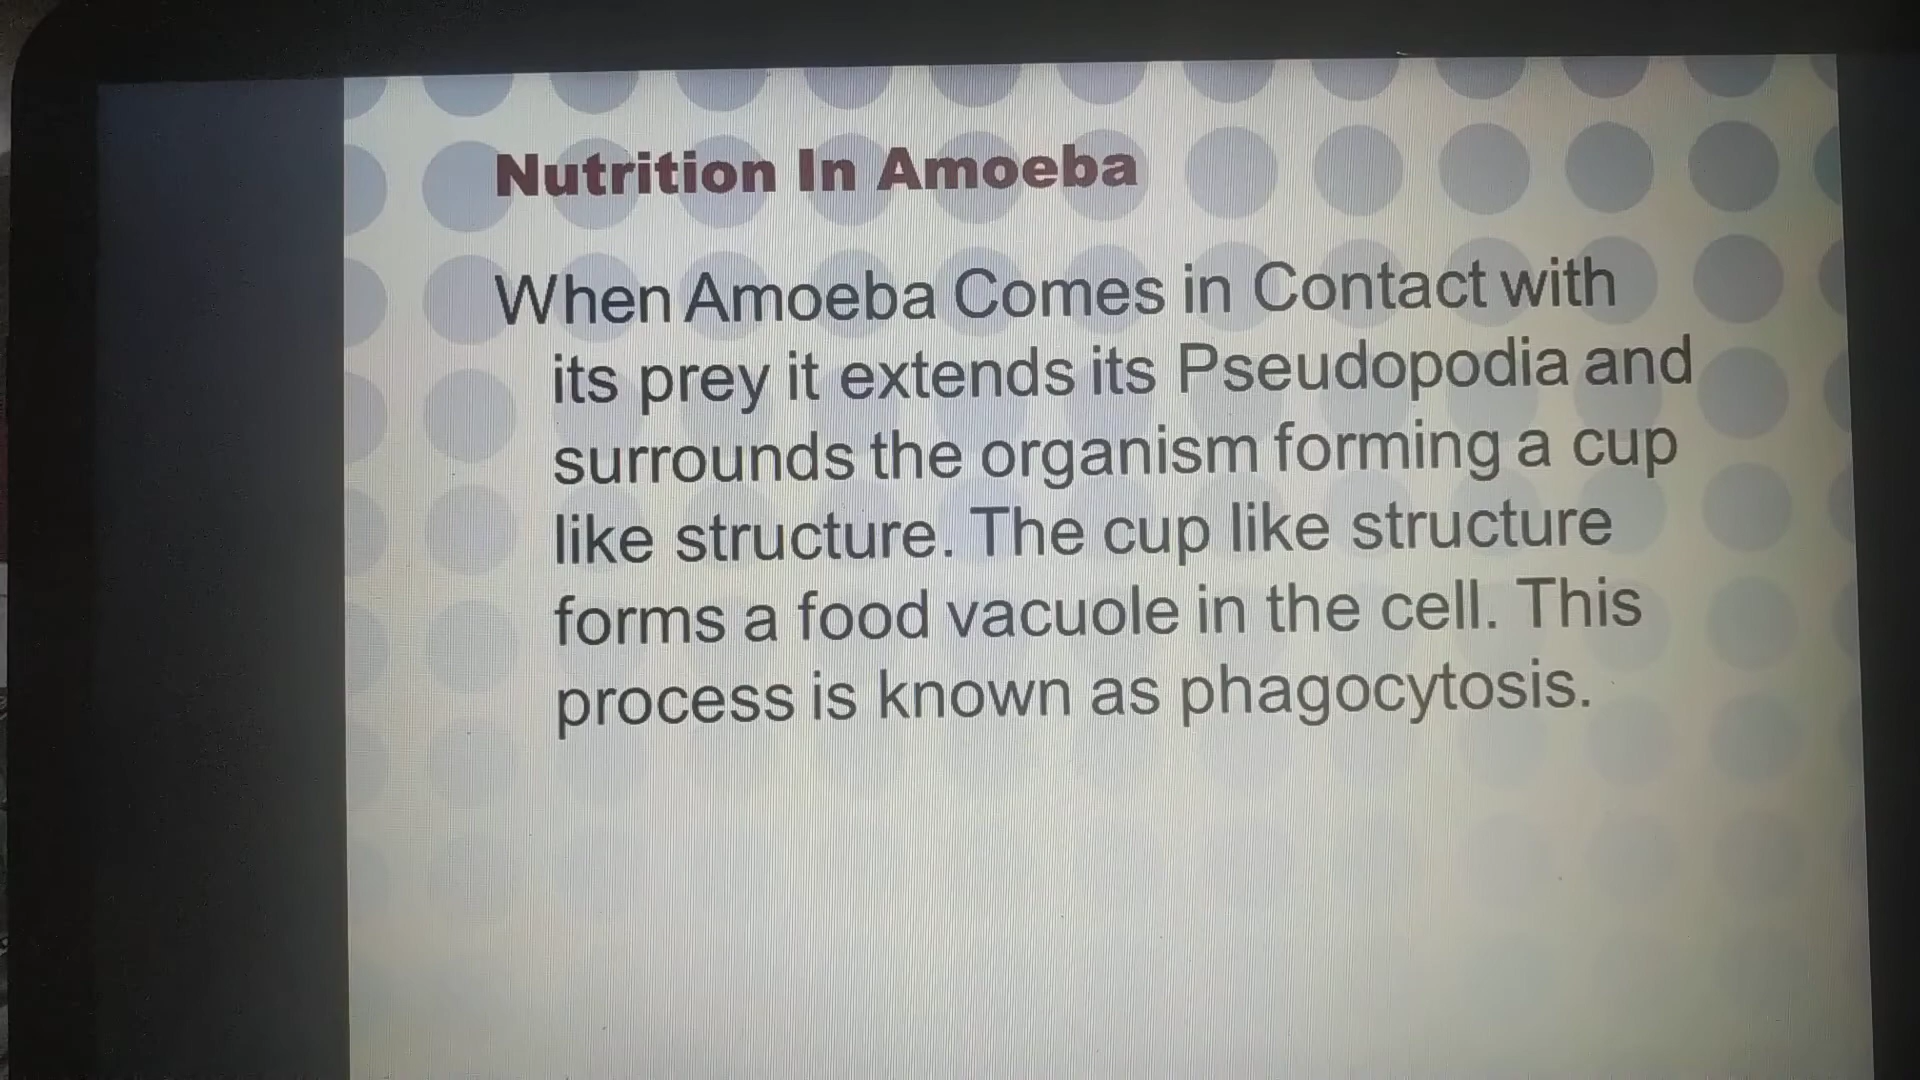 Nutrition In Amoeba
When Amoeba Comes in Contact with
its prey it extends its Pseudopodia and
surrounds the organism forming a cup
like structure. The cup like structure
forms a food vacuole in the cell. This
process is known as phagocytosis.